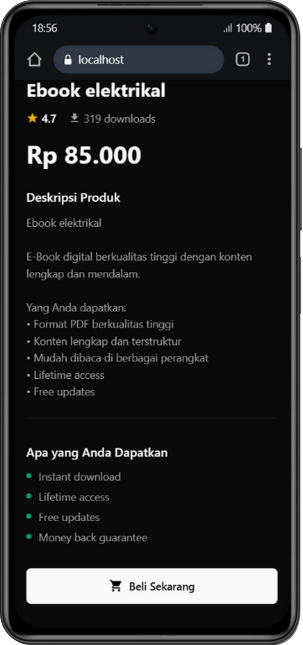 18:56
100%
localhost
1
Ebook elektrikal
4.7 319 downloads
Rp 85.000
Deskripsi Produk
Ebook elektrikal
E-Book digital berkualitas tinggi dengan konten
lengkap dan mendalam.
Yang Anda dapatkan:
• Format PDF berkualitas tinggi
• Konten lengkap dan terstruktur
• Mudah dibaca di berbagai perangkat
• Lifetime access
• Free updates
Apa yang Anda Dapatkan
• Instant download
• Lifetime access
• Free updates
• Money back guarantee
Beli Sekarang